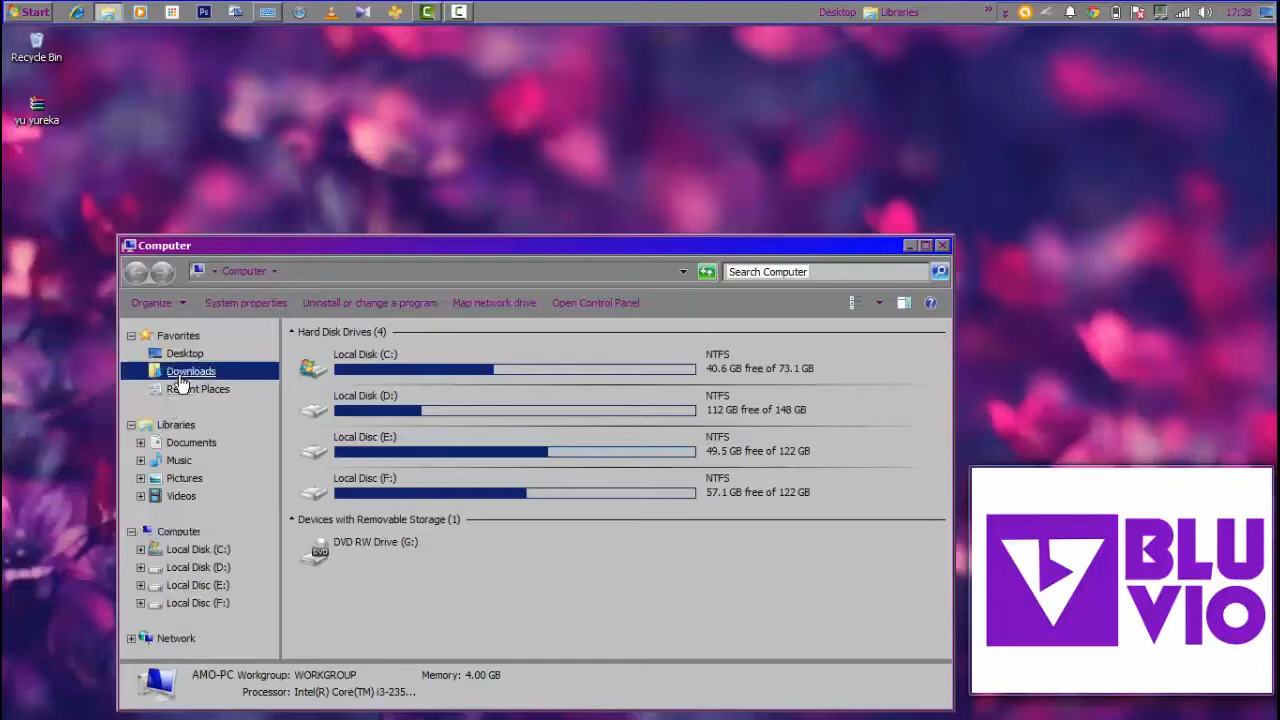 Start
Desktop
Libraries
»
17:38
Recycle Bin
yu yureka
Computer
Computer
Search Computer
Organize
System properties
Uninstall or change a program
Map network drive
Open Control Panel
Favorites
Desktop
Downloads
Recent Places
Libraries
Documents
Music
Pictures
Videos
Computer
Local Disk (C:)
Local Disk (D:)
Local Disc (E:)
Local Disc (F:)
Network
Hard Disk Drives (4)
Local Disk (C:)
NTFS
40.6 GB free of 73.1 GB
Local Disk (D:)
NTFS
112 GB free of 148 GB
Local Disc (E:)
NTFS
49.5 GB free of 122 GB
Local Disc (F:)
NTFS
57.1 GB free of 122 GB
Devices with Removable Storage (1)
DVD RW Drive (G:)
DVD
AMO-PC Workgroup: WORKGROUP
Memory: 4.00 GB
Processor: Intel(R) Core(TM) i3-235...
BLU
VIO